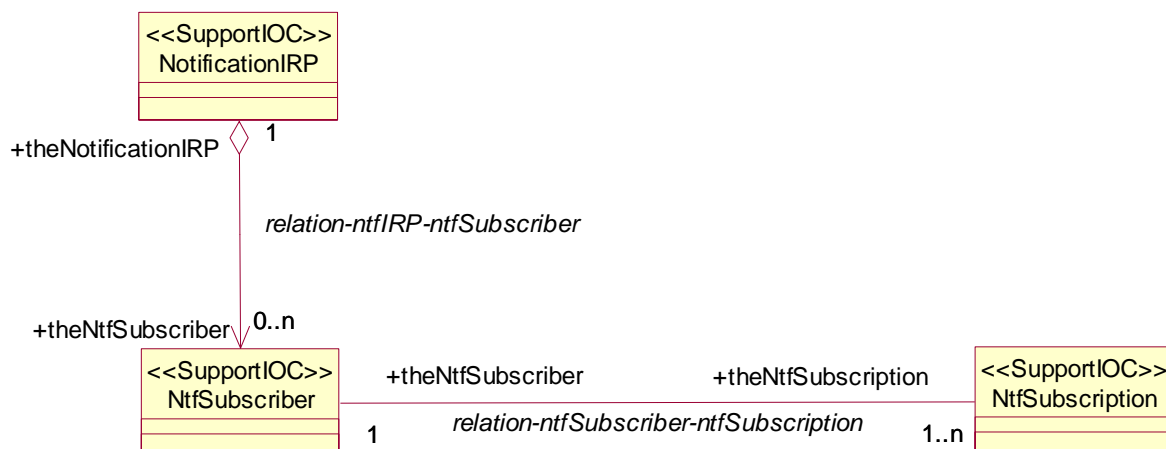 <<SupportIOC>>
NotificationIRP
1
+theNotificationIRP
relation-ntfIRP-ntfSubscriber
+theNtfSubscriber
0..n
<<SupportIOC>>
NtfSubscriber
+theNtfSubscriber
+theNtfSubscription
relation-ntfSubscriber-ntfSubscription
1
1..n
<<SupportIOC>>
NtfSubscription